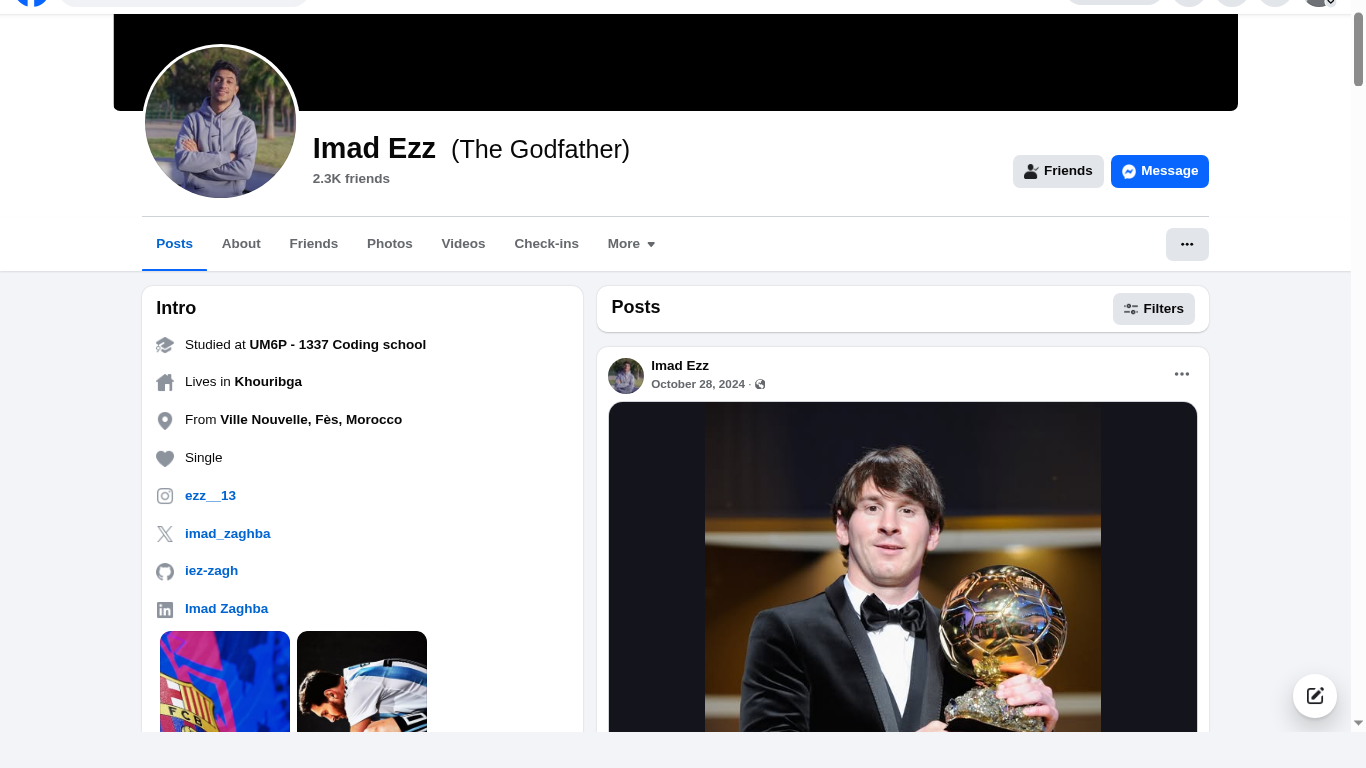 Imad Ezz (The Godfather)
2.3K friends
Friends
Message
Posts
About
Friends
Photos
Videos
Check-ins
More
Intro
Studied at UM6P - 1337 Coding school
Lives in Khouribga
From Ville Nouvelle, Fès, Morocco
Single
ezz__13
imad_zaghba
iez-zagh
Imad Zaghba
FCB
Posts
Filters
Imad Ezz
October 28, 2024 ·